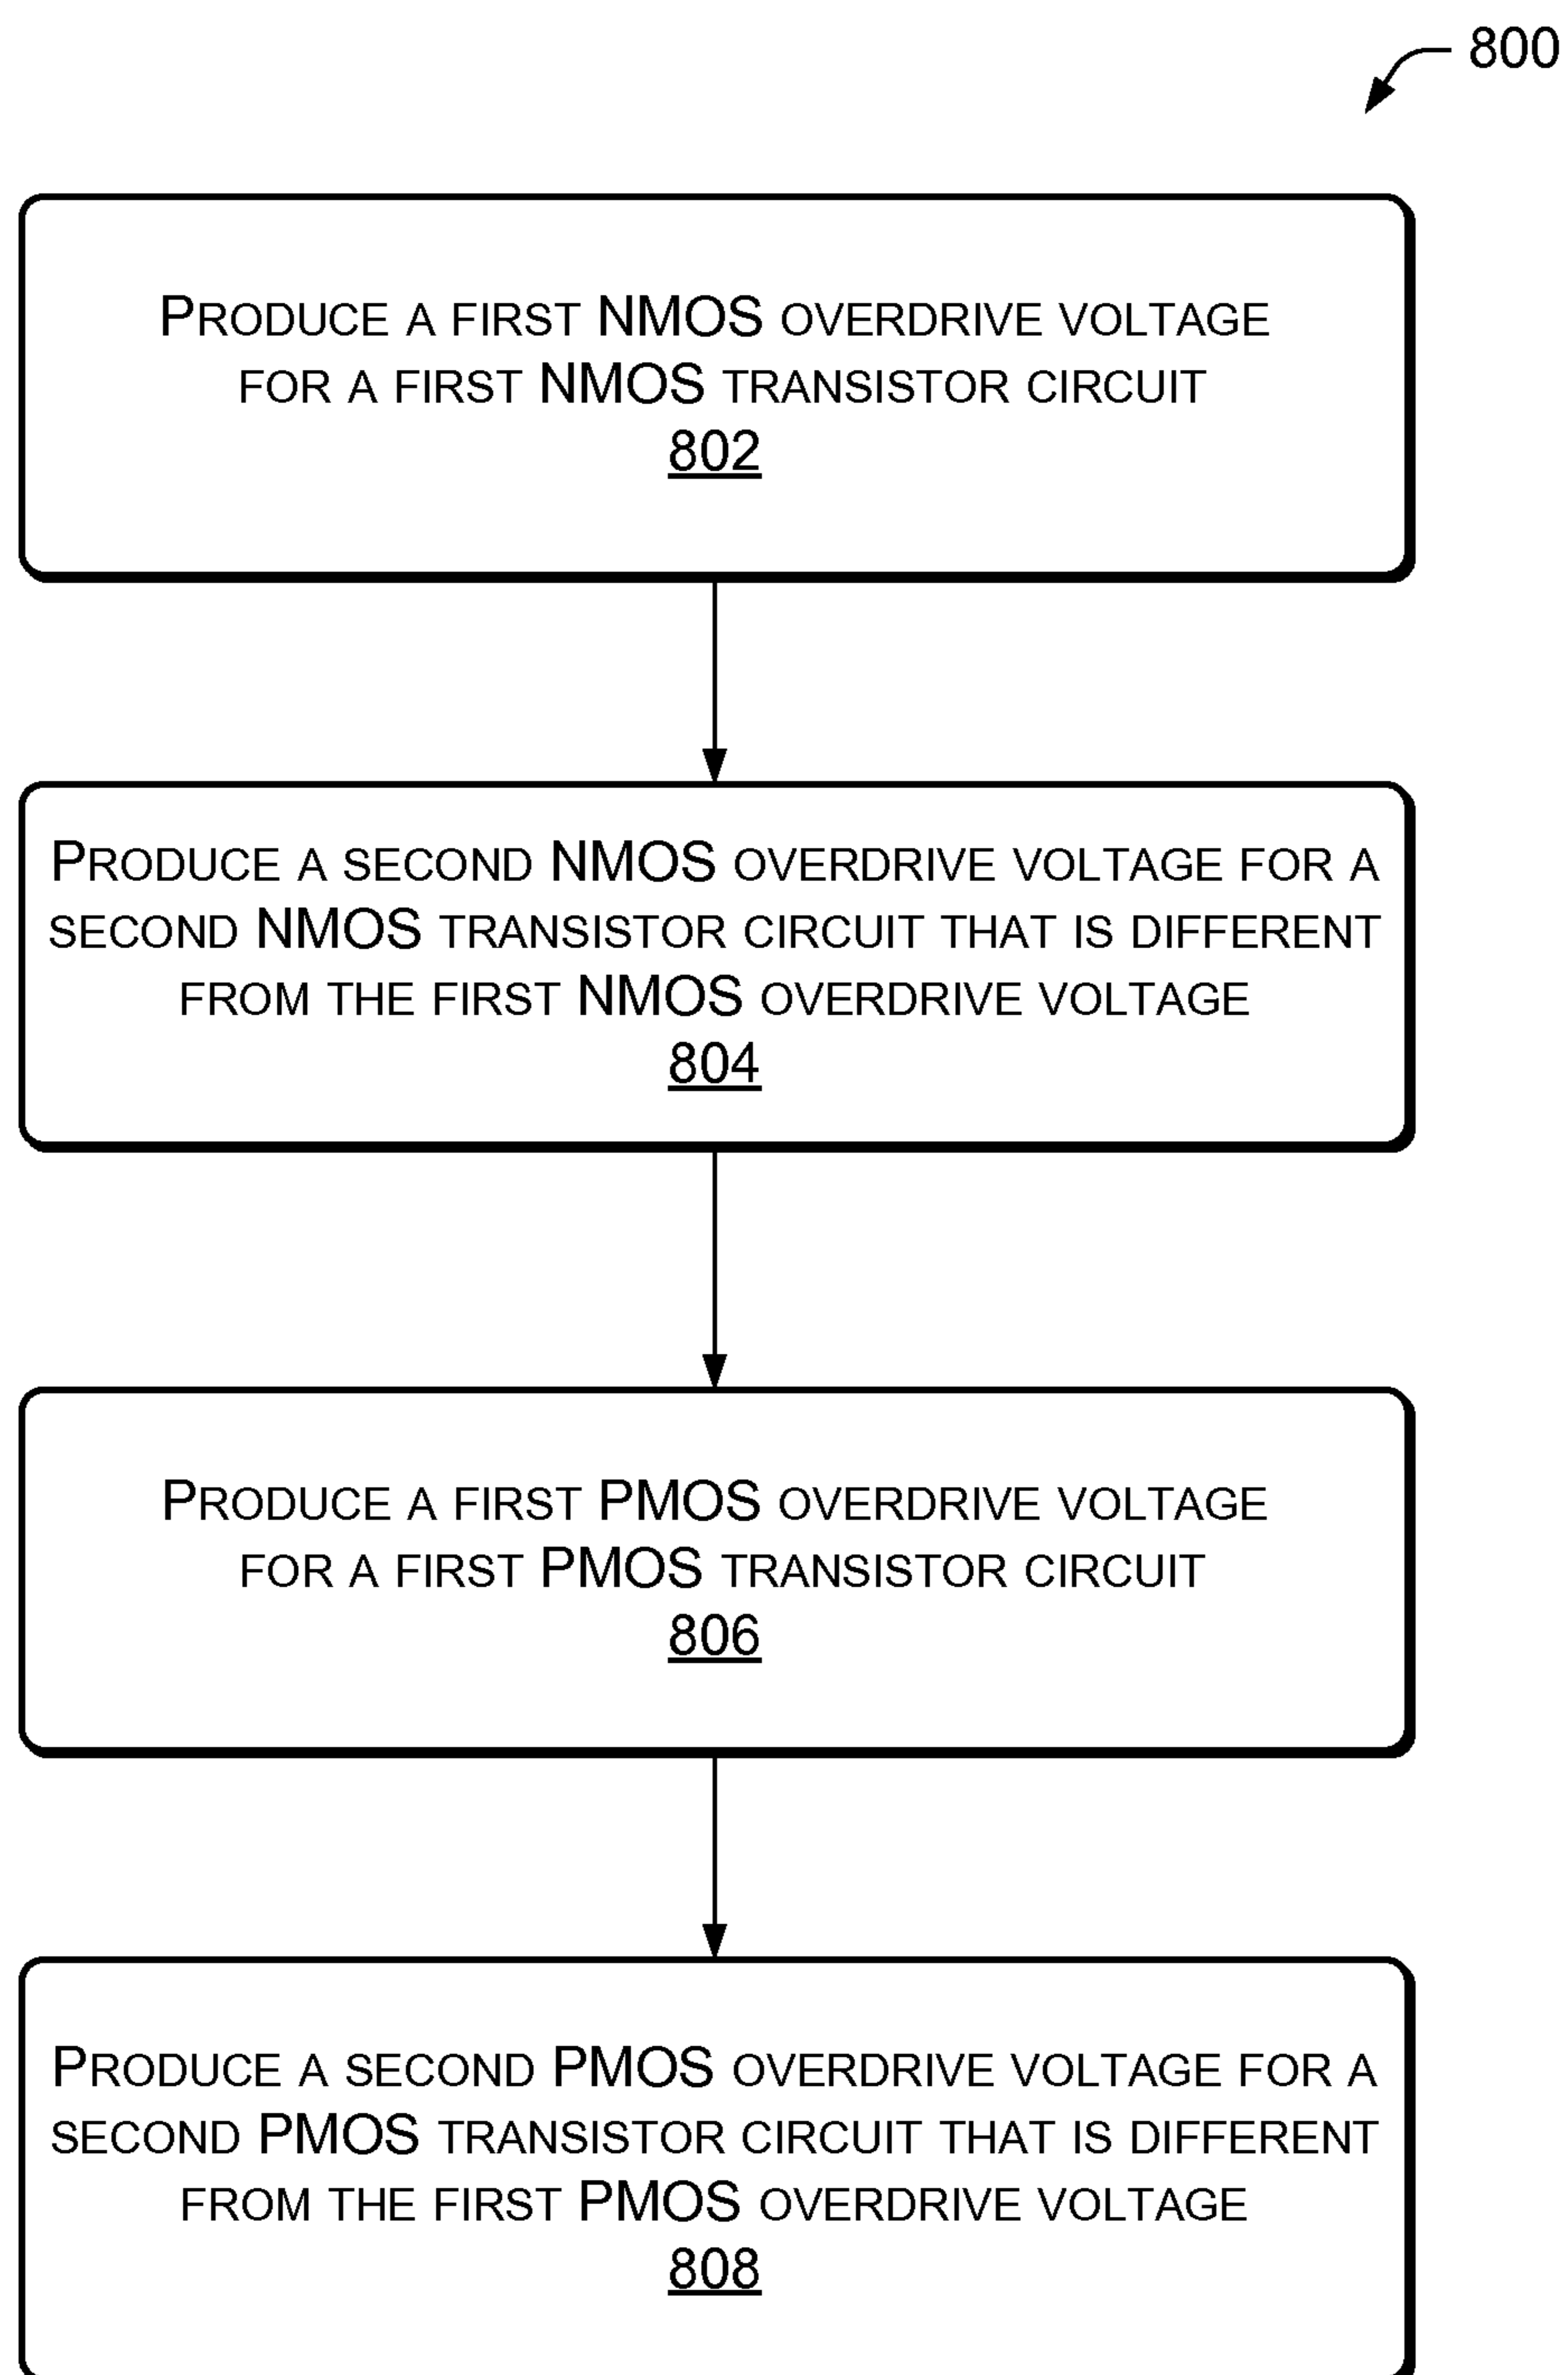 800
PRODUCE A FIRST NMOS OVERDRIVE VOLTAGE
FOR A FIRST NMOS TRANSISTOR CIRCUIT
802
PRODUCE A SECOND NMOS OVERDRIVE VOLTAGE FOR A
SECOND NMOS TRANSISTOR CIRCUIT THAT IS DIFFERENT
FROM THE FIRST NMOS OVERDRIVE VOLTAGE
804
PRODUCE A FIRST PMOS OVERDRIVE VOLTAGE
FOR A FIRST PMOS TRANSISTOR CIRCUIT
806
PRODUCE A SECOND PMOS OVERDRIVE VOLTAGE FOR A
SECOND PMOS TRANSISTOR CIRCUIT THAT IS DIFFERENT
FROM THE FIRST PMOS OVERDRIVE VOLTAGE
808